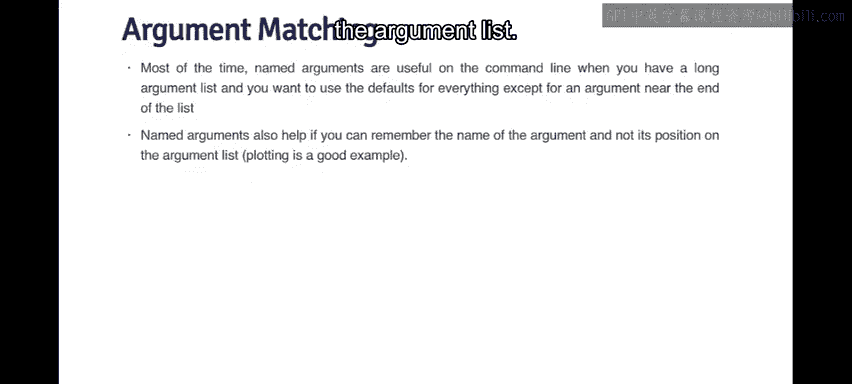 Argument Matching
the argument list.
· Most of the time, named arguments are useful on the command line when you have a long
argument list and you want to use the defaults for everything except for an argument near the end
of the list
· Named arguments also help if you can remember the name of the argument and not its position on
the argument list (plotting is a good example).